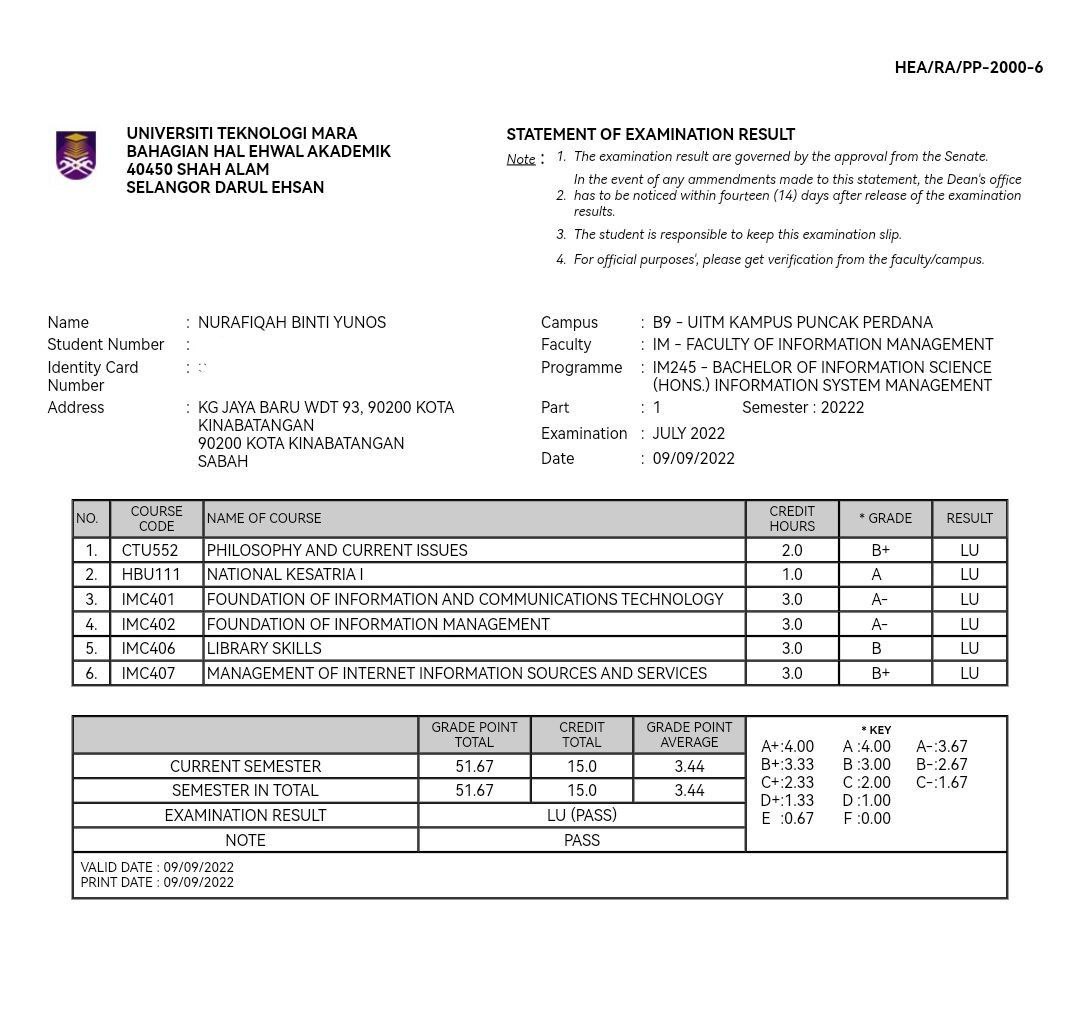 HEA/RA/PP-2000-6
UNIVERSITI TEKNOLOGI MARA
BAHAGIAN HAL EHWAL AKADEMIK
40450 SHAH ALAM
SELANGOR DARUL EHSAN
STATEMENT OF EXAMINATION RESULT
Note : 1. The examination result are governed by the approval from the Senate.
In the event of any ammendments made to this statement, the Dean's office
2. has to be noticed within fourteen (14) days after release of the examination
results.
3. The student is responsible to keep this examination slip.
4. For official purposes', please get verification from the faculty/campus.
Name : NURAFIQAH BINTI YUNOS
Student Number :
Identity Card :
Number
Address : KG JAYA BARU WDT 93, 90200 KOTA
KINABATANGAN
90200 KOTA KINABATANGAN
SABAH
Campus : B9 - UITM KAMPUS PUNCAK PERDANA
Faculty : IM - FACULTY OF INFORMATION MANAGEMENT
Programme : IM245 - BACHELOR OF INFORMATION SCIENCE
(HONS.) INFORMATION SYSTEM MANAGEMENT
Part : 1 Semester : 20222
Examination : JULY 2022
Date : 09/09/2022
NO. COURSE CODE NAME OF COURSE CREDIT HOURS * GRADE RESULT
1. CTU552 PHILOSOPHY AND CURRENT ISSUES 2.0 B+ LU
2. HBU111 NATIONAL KESATRIA I 1.0 A LU
3. IMC401 FOUNDATION OF INFORMATION AND COMMUNICATIONS TECHNOLOGY 3.0 A- LU
4. IMC402 FOUNDATION OF INFORMATION MANAGEMENT 3.0 A- LU
5. IMC406 LIBRARY SKILLS 3.0 B LU
6. IMC407 MANAGEMENT OF INTERNET INFORMATION SOURCES AND SERVICES 3.0 B+ LU
GRADE POINT TOTAL CREDIT TOTAL GRADE POINT AVERAGE
CURRENT SEMESTER 51.67 15.0 3.44
SEMESTER IN TOTAL 51.67 15.0 3.44
EXAMINATION RESULT LU (PASS)
NOTE PASS
* KEY
A+:4.00 A :4.00 A-:3.67
B+:3.33 B :3.00 B-:2.67
C+:2.33 C :2.00 C-:1.67
D+:1.33 D :1.00
E :0.67 F :0.00
VALID DATE : 09/09/2022
PRINT DATE : 09/09/2022